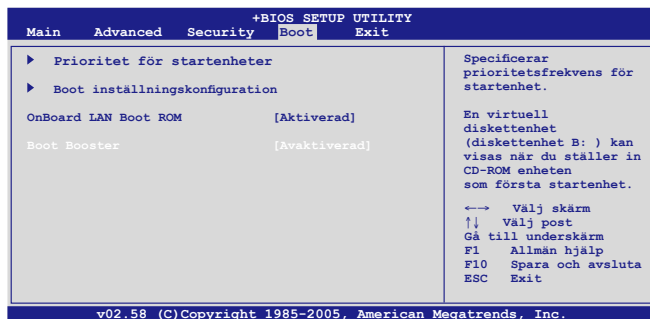 +BIOS SETUP UTILITY
Main Advanced Security Boot Exit
Prioritet för startenheter
Boot inställningskonfiguration
OnBoard LAN Boot ROM [Aktiverad]
Boot Booster [Avaktiverad]
Specificerar
prioritetsfrekvens för
startenhet.
En virtuell
diskettenhet
(diskettenhet B: ) kan
visas när du ställer in
CD-ROM enheten
som första startenhet.
←→ Välj skärm
↑↓ Välj post
Gå till underskärm
F1 Allmän hjälp
F10 Spara och avsluta
ESC Exit
v02.58 (C)Copyright 1985-2005, American Megatrends, Inc.